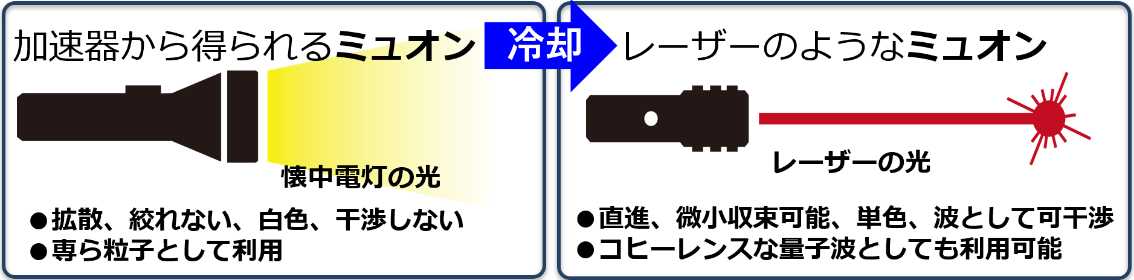 加速器から得られるミュオン
懐中電灯の光
●拡散、絞れない、白色、干渉しない
●専ら粒子として利用
冷却
レーザーのようなミュオン
レーザーの光
●直進、微小収束可能、単色、波として可干渉
●コヒーレンスな量子波としても利用可能